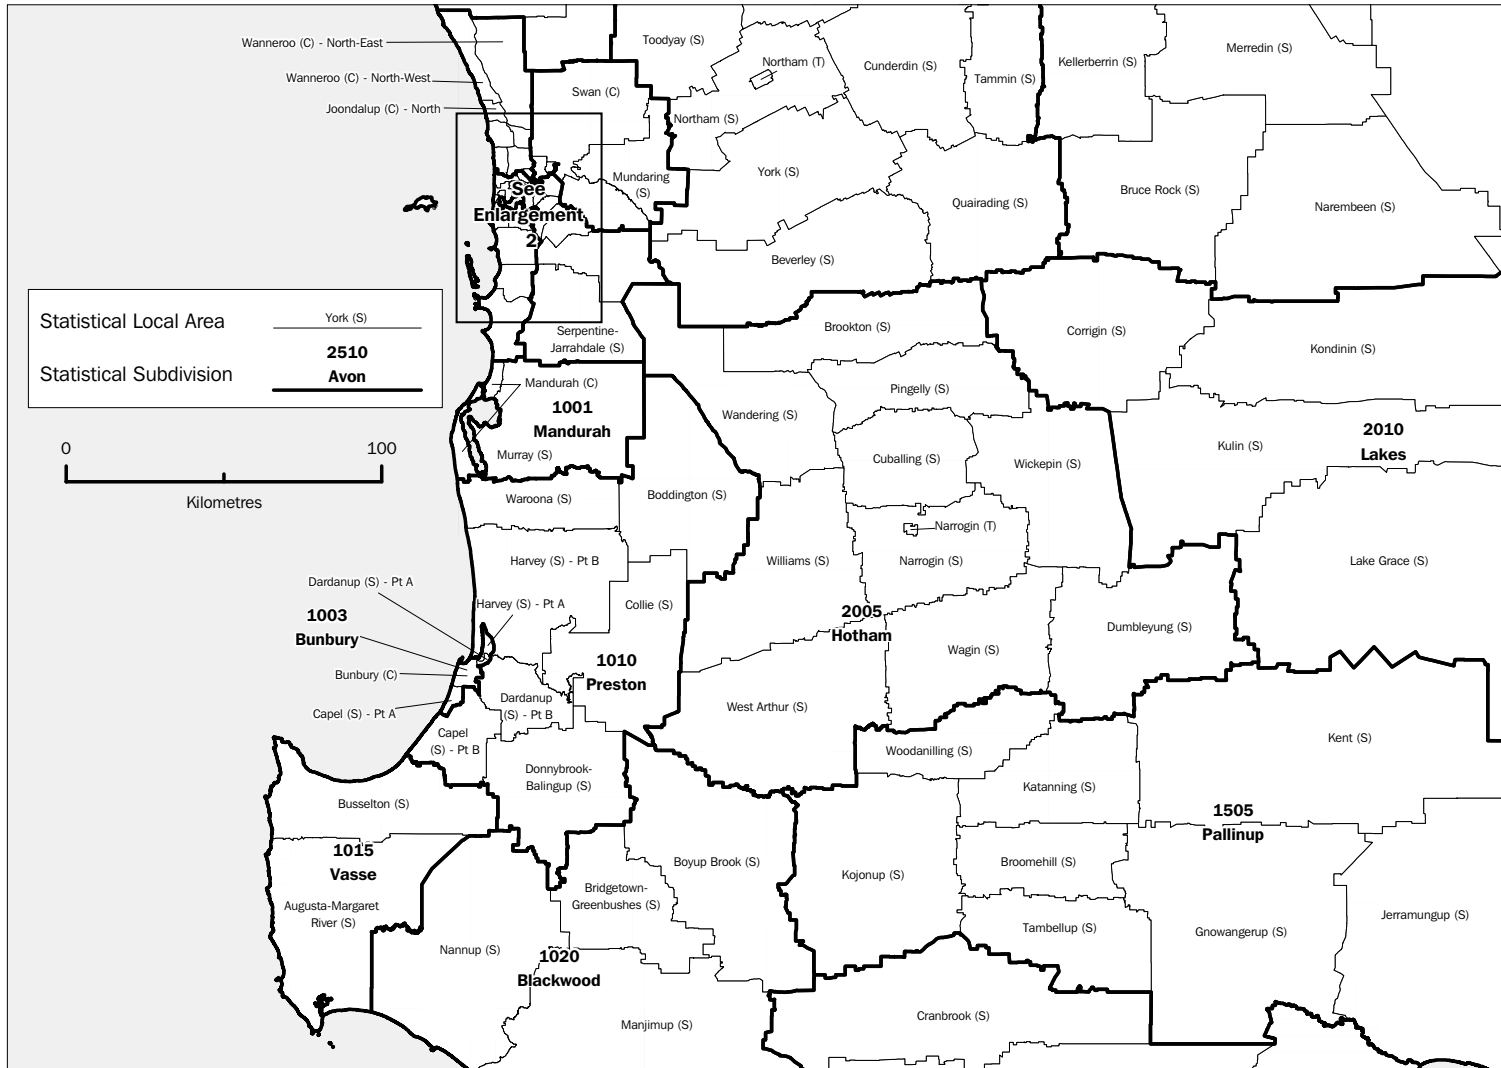 Wanneroo (C) - North-East
Toodyay (S)
Northam (T)
Cunderdin (S)
Kellerberrin (S)
Merredin (S)
Wanneroo (C) - North-West
Tammin (S)
Swan (C)
Joondalup (C) - North
Northam (S)
Mundaring
(S)
York (S)
See
Enlargement
2
Quairading (S)
Bruce Rock (S)
Narembeen (S)
Beverley (S)
Statistical Local Area
York (S)
Statistical Subdivision
2510
Avon
Serpentine-
Jarrahdale (S)
Brookton (S)
Corrigin (S)
Kondinin (S)
Mandurah (C)
1001
Mandurah
Murray (S)
Pingelly (S)
Wandering (S)
Cuballing (S)
Wickepin (S)
Kulin (S)
2010
Lakes
0
100
Kilometres
Waroona (S)
Boddington (S)
Narrogin (T)
Harvey (S) - Pt B
Williams (S)
Narrogin (S)
Lake Grace (S)
Dardanup (S) - Pt A
Harvey (S) - Pt A
Collie (S)
1003
Bunbury
2005
Hotham
Dumbleyung (S)
Wagin (S)
1010
Preston
Bunbury (C)
Dardanup
(S) - Pt B
West Arthur (S)
Capel (S) - Pt A
Capel
(S) - Pt B
Woodanilling (S)
Kent (S)
Donnybrook-
Balingup (S)
Katanning (S)
Busselton (S)
1505
Pallinup
1015
Vasse
Boyup Brook (S)
Broomehill (S)
Kojonup (S)
Bridgetown-
Greenbushes (S)
Augusta-Margaret
River (S)
Jerramungup (S)
Tambellup (S)
Gnowangerup (S)
Nannup (S)
1020
Blackwood
Manjimup (S)
Cranbrook (S)